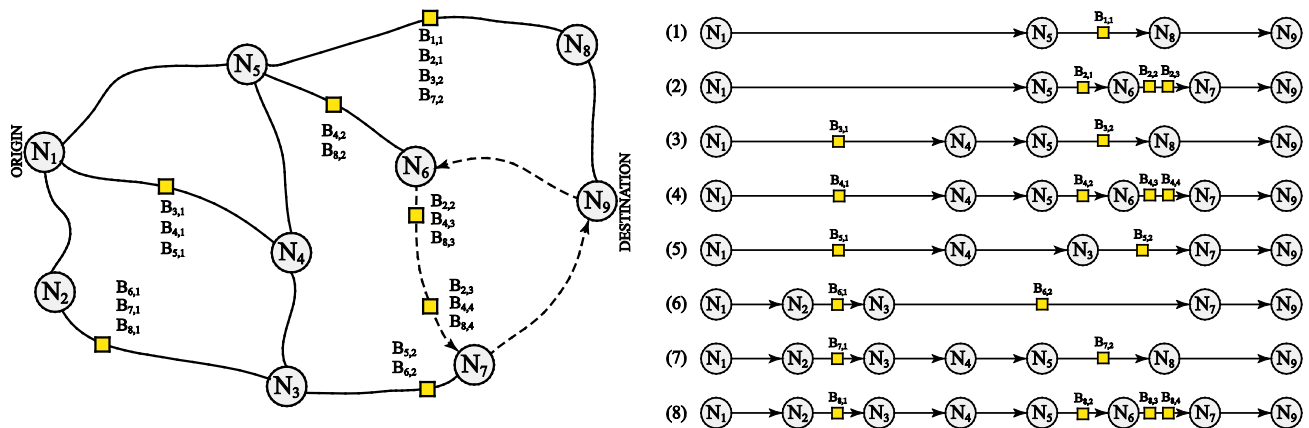 N5
B1,1
B2,1
B3,2
B7,2
N8
B4,2
B8,2
ORIGIN
N1
N6
B3,1
B4,1
B5,1
B2,2
B4,3
B8,3
N9
DESTINATION
N4
N2
B6,1
B7,1
B8,1
B2,3
B4,4
B8,4
B5,2
B6,2
N7
N3
(1) N1 N5 B1,1 N8 N9
(2) N1 N5 B2,1 N6 B2,2 B2,3 N7 N9
(3) N1 B3,1 N4 N5 B3,2 N8 N9
(4) N1 B4,1 N4 N5 B4,2 N6 B4,3 B4,4 N7 N9
(5) N1 B5,1 N4 N3 B5,2 N7 N9
(6) N1 N2 B6,1 N3 B6,2 N7 N9
(7) N1 N2 B7,1 N3 N4 N5 B7,2 N8 N9
(8) N1 N2 B8,1 N3 N4 N5 B8,2 N6 B8,3 B8,4 N7 N9